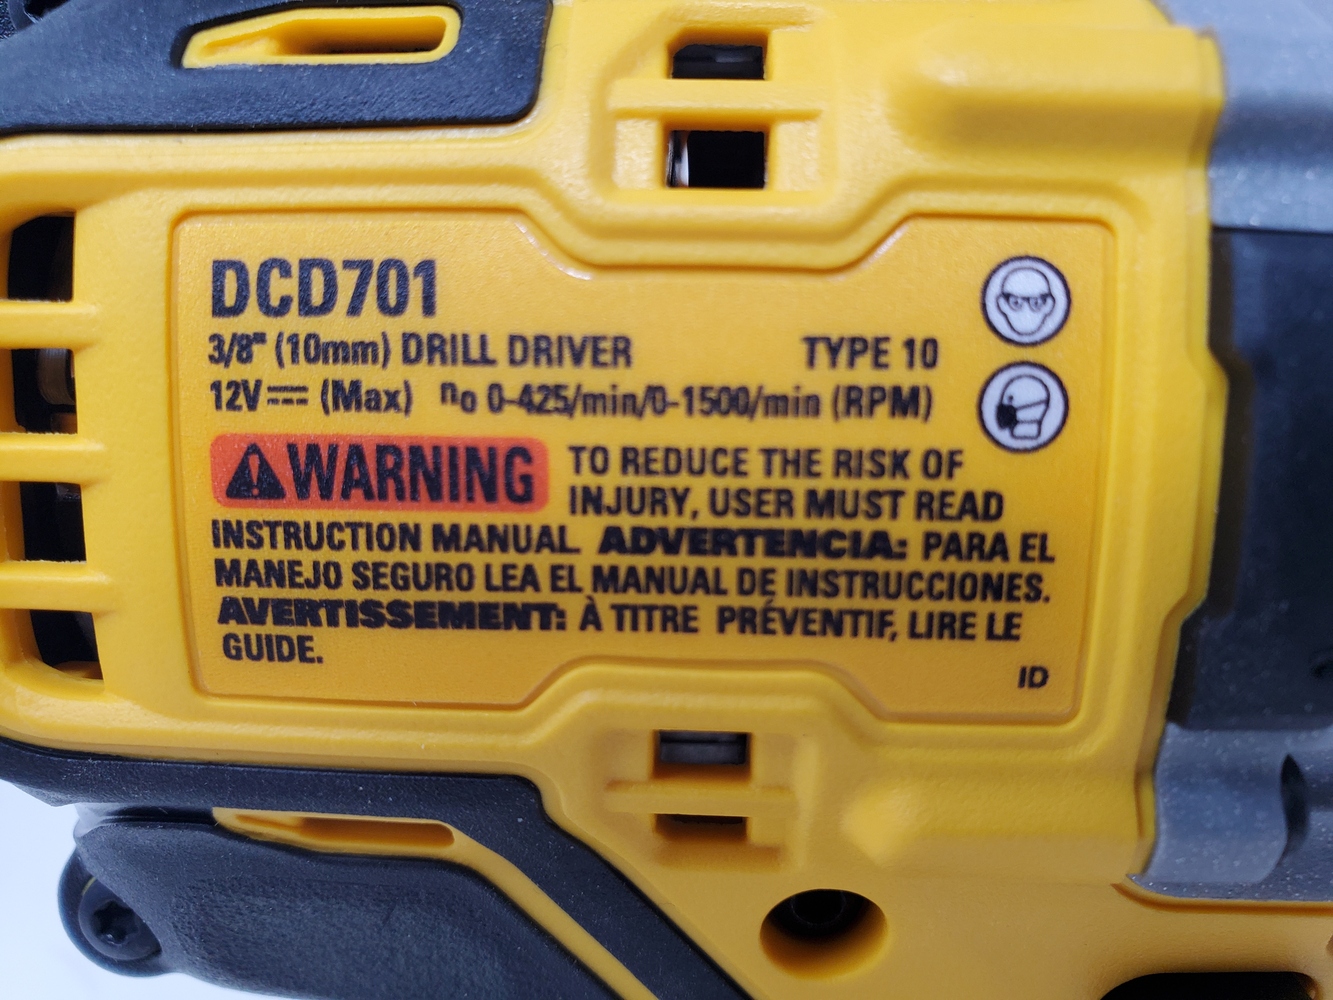 DCD701
3/8" (10mm) DRILL DRIVER TYPE 10
12V⎓ (Max) n₀ 0-425/min/0-1500/min (RPM)
⚠WARNING TO REDUCE THE RISK OF
INJURY, USER MUST READ
INSTRUCTION MANUAL ADVERTENCIA: PARA EL
MANEJO SEGURO LEA EL MANUAL DE INSTRUCCIONES.
AVERTISSEMENT: À TITRE PRÉVENTIF, LIRE LE
GUIDE.
ID